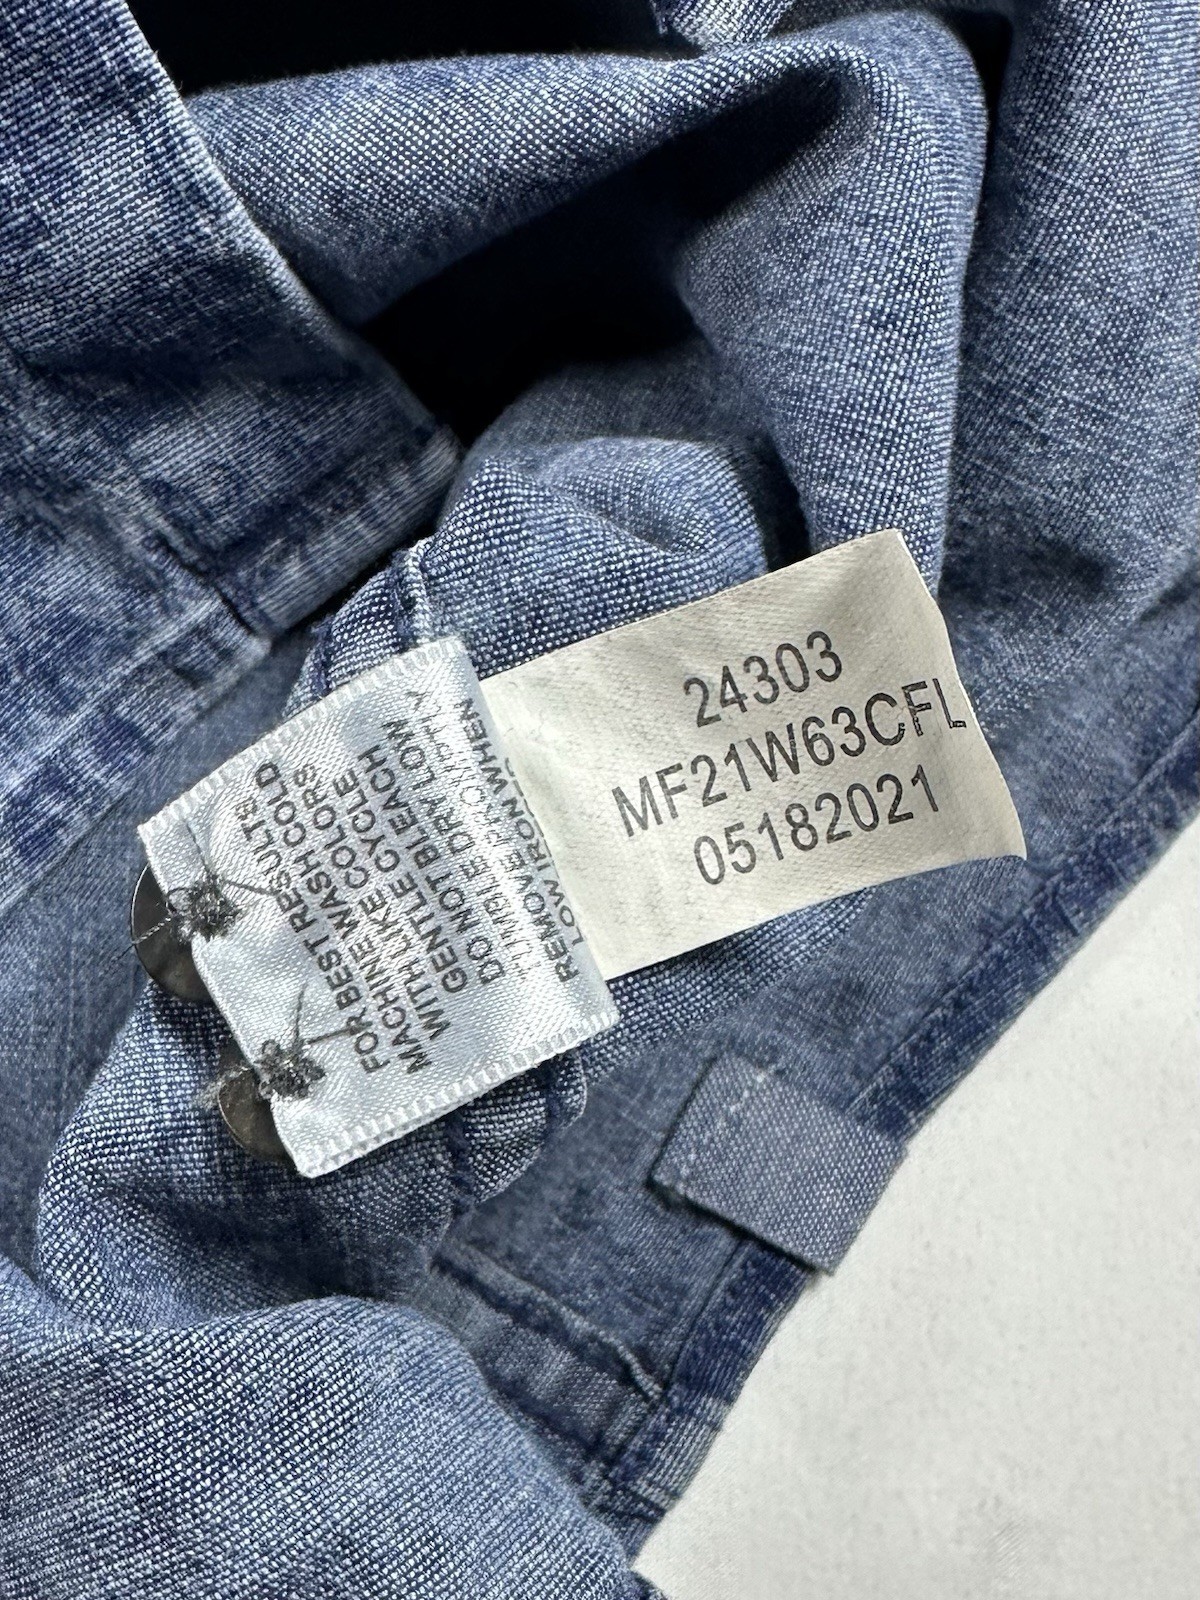 24303
MF21W63CFL
05182021
FOR BEST RESULTS
MACHINE WASH COLD
WITH LIKE COLORS
GENTLE CYCLE
DO NOT BLEACH
TUMBLE DRY LOW
REMOVE
LOW IRON WHEN